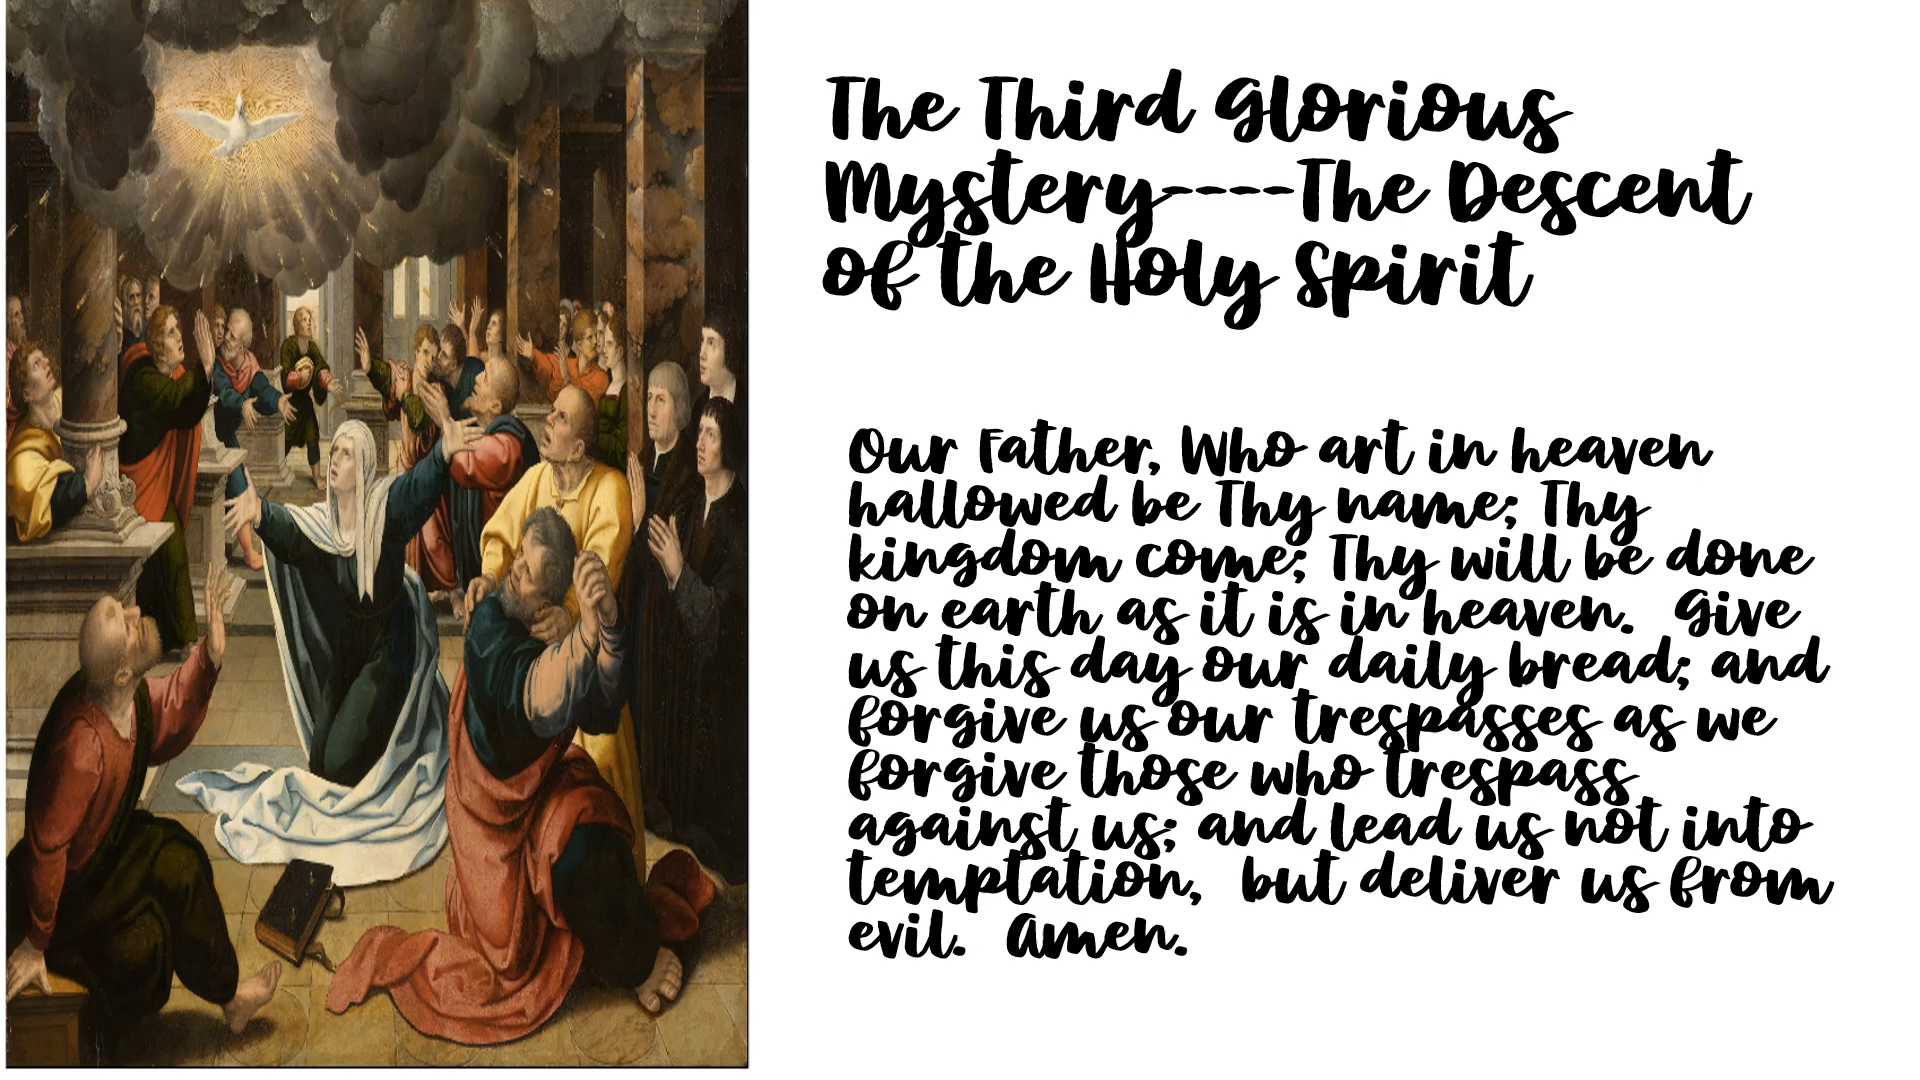 The Third Glorious
Mystery----The Descent
of the Holy Spirit
Our Father, Who art in heaven
hallowed be Thy name; Thy
kingdom come; Thy will be done
on earth as it is in heaven.  Give
us this day our daily bread; and
forgive us our trespasses as we
forgive those who trespass
against us; and lead us not into
temptation,  but deliver us from
evil.  Amen.